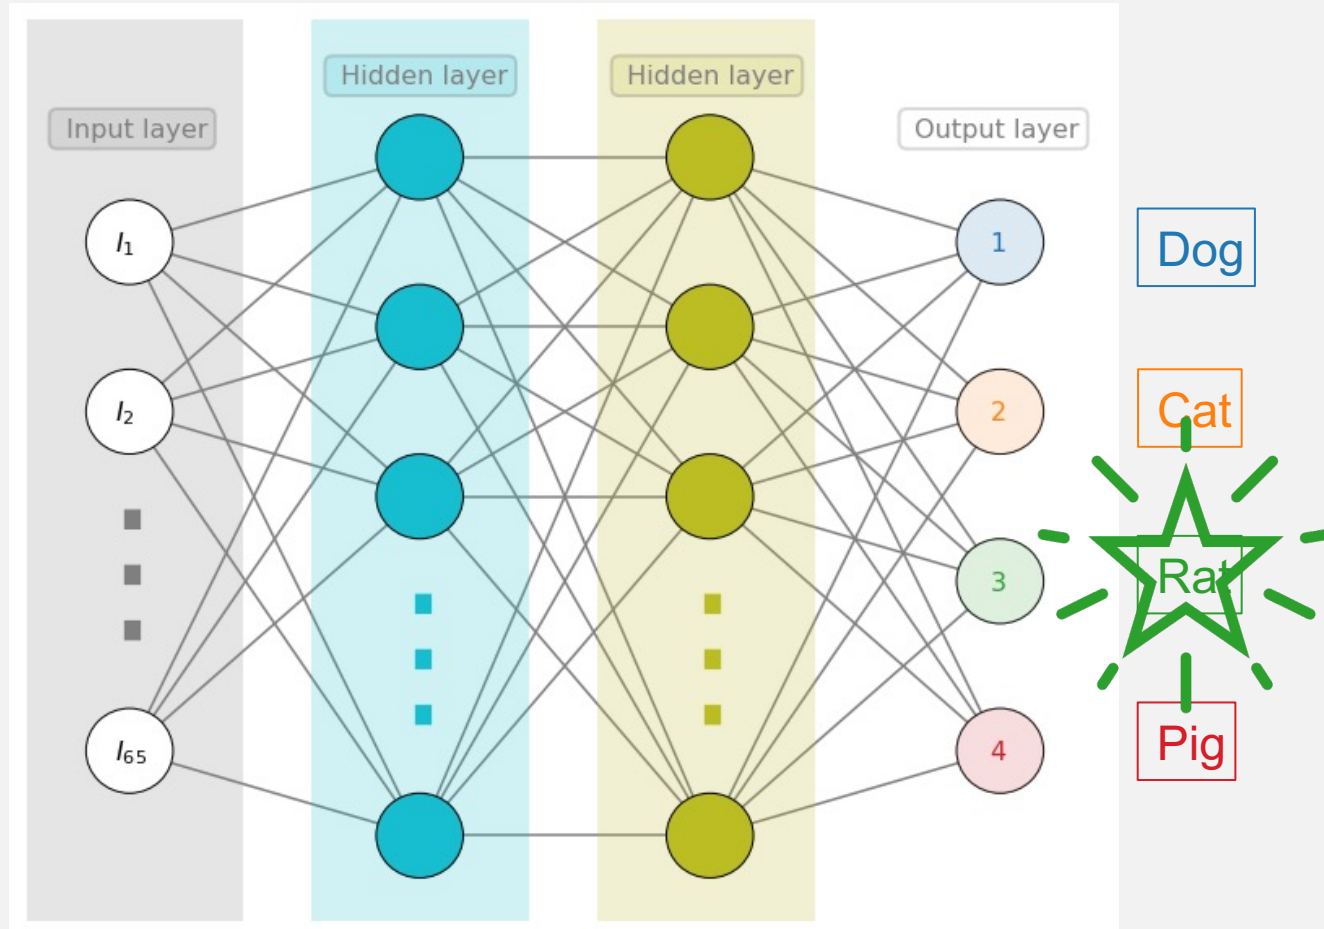 Hidden layer
Hidden layer
Input layer
Output layer
I₁
1
Dog
I₂
2
Cat
3
Rat
I₆₅
4
Pig